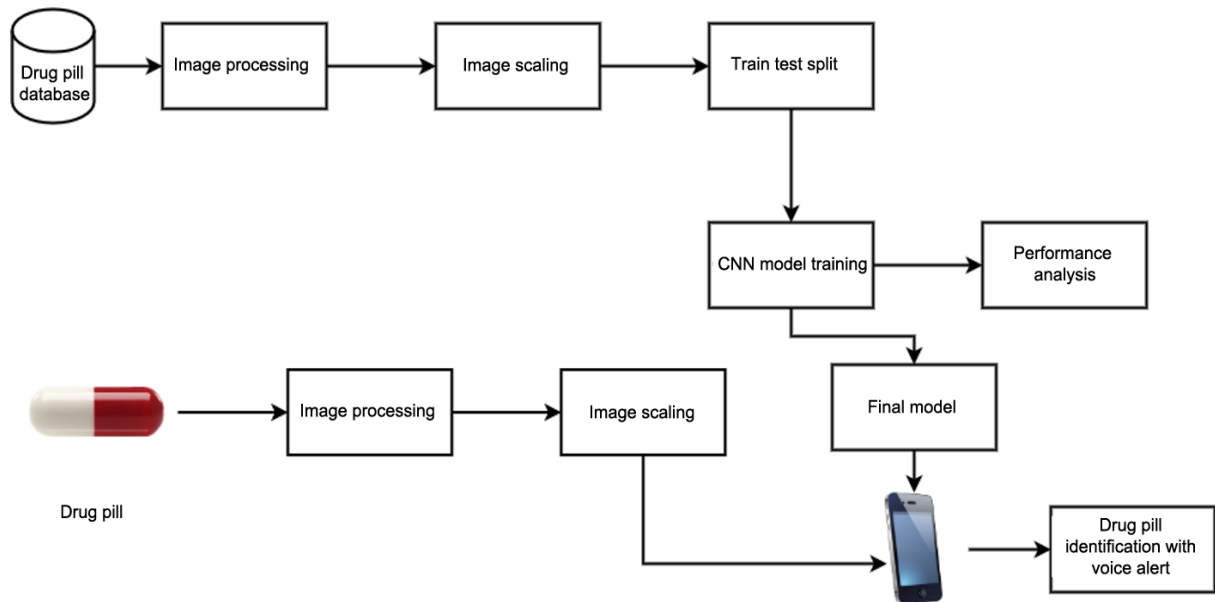 Drug pill
database
Image processing
Image scaling
Train test split
CNN model training
Performance
analysis
Image processing
Image scaling
Final model
Drug pill
Drug pill
identification with
voice alert